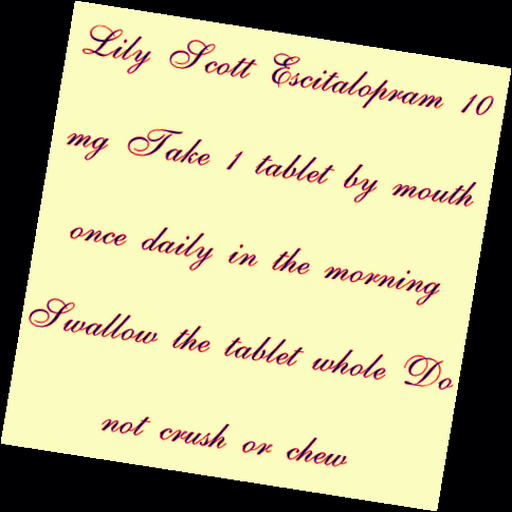 Lily Scott Escitalopram 10
mg Take 1 tablet by mouth
once daily in the morning
Swallow the tablet whole Do
not crush or chew